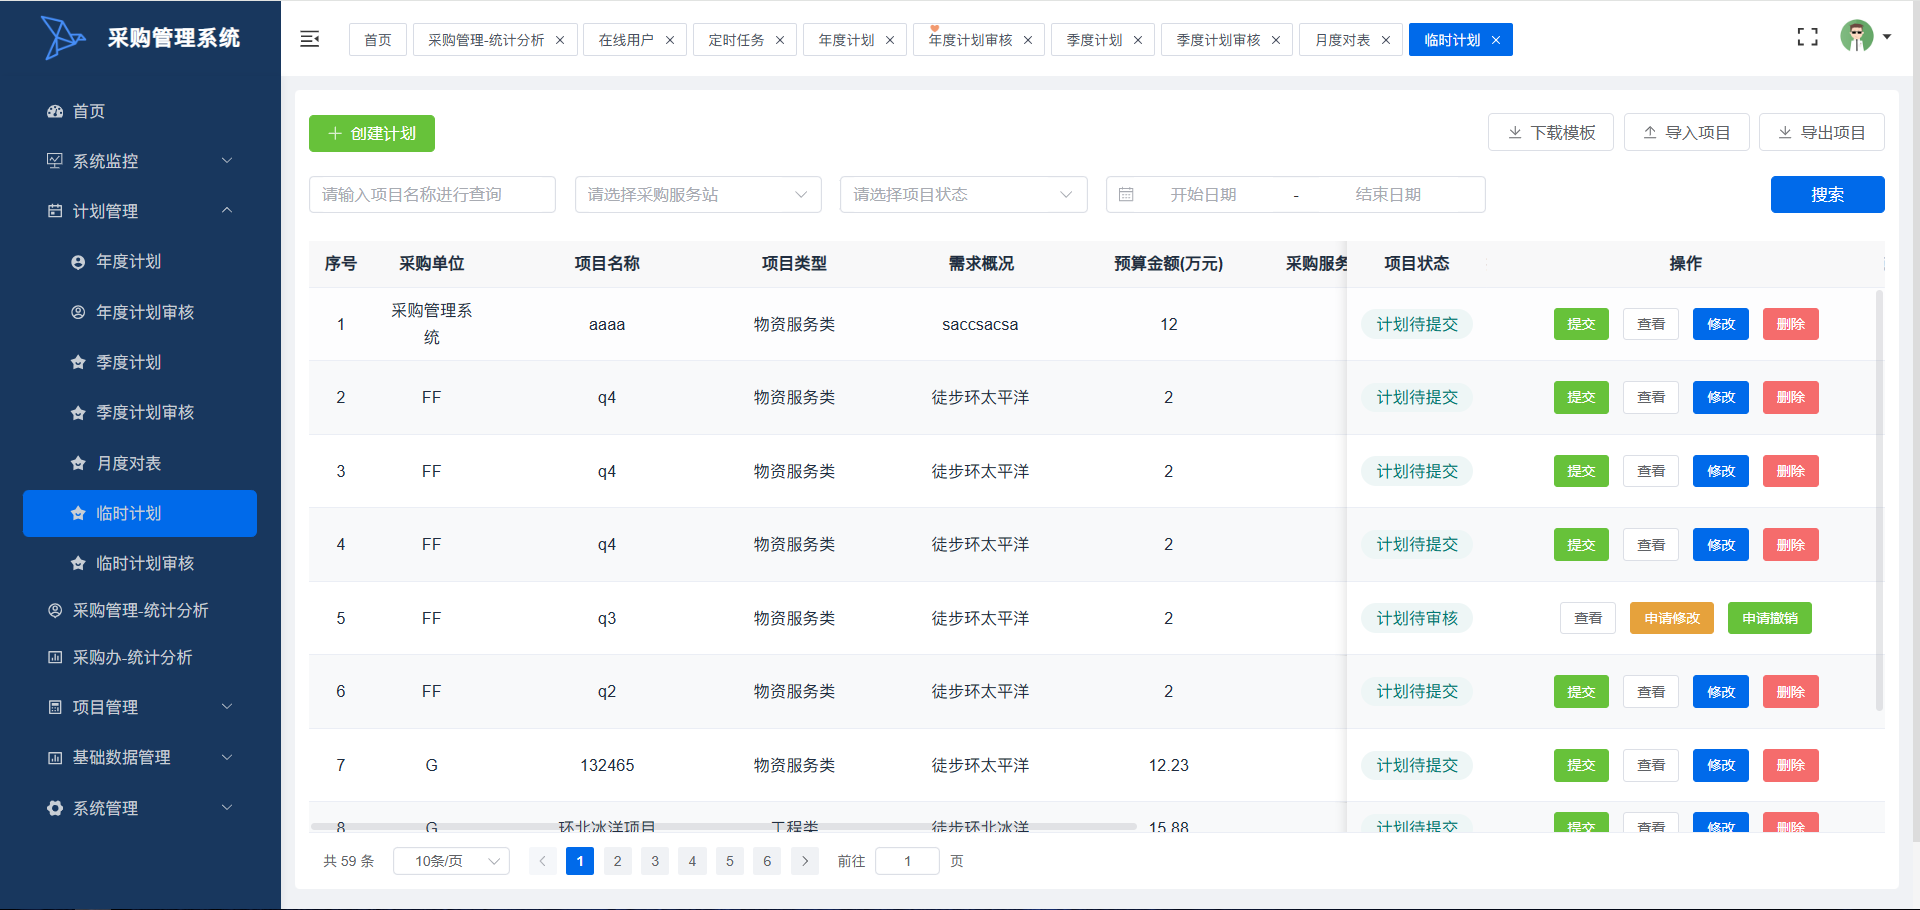 采购管理系统
首页
采购管理-统计分析
在线用户
定时任务
年度计划
年度计划审核
季度计划
季度计划审核
月度对表
临时计划
首页
系统监控
计划管理
年度计划
年度计划审核
季度计划
季度计划审核
月度对表
临时计划
临时计划审核
采购管理-统计分析
采购办-统计分析
项目管理
基础数据管理
系统管理
创建计划
下载模板
导入项目
导出项目
请输入项目名称进行查询
请选择采购服务站
请选择项目状态
开始日期 - 结束日期
搜索
序号 采购单位 项目名称 项目类型 需求概况 预算金额(万元) 采购服务 项目状态 操作
1 采购管理系统 aaaa 物资服务类 saccsacsa 12 计划待提交 提交 查看 修改 删除
2 FF q4 物资服务类 徒步环太平洋 2 计划待提交 提交 查看 修改 删除
3 FF q4 物资服务类 徒步环太平洋 2 计划待提交 提交 查看 修改 删除
4 FF q4 物资服务类 徒步环太平洋 2 计划待提交 提交 查看 修改 删除
5 FF q3 物资服务类 徒步环太平洋 2 计划待审核 查看 申请修改 申请撤销
6 FF q2 物资服务类 徒步环太平洋 2 计划待提交 提交 查看 修改 删除
7 G 132465 物资服务类 徒步环太平洋 12.23 计划待提交 提交 查看 修改 删除
8 G 环北冰洋项目 工程类 徒步环北冰洋 15.88 计划待提交 提交 查看 修改 删除
共 59 条 10条/页 1 2 3 4 5 6 前往 1 页